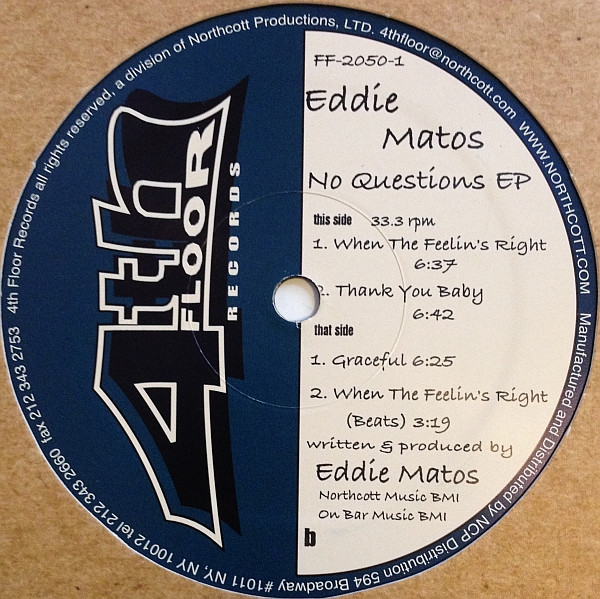 4th Floor Records all rights reserved, a division of Northcott Productions, LTD. 4thfloor@northcott.com WWW.NORTHCOTT.COM Manufactured and Distributed by NCP Distribution 594 Broadway #1011 NY, NY 10012 tel 212 343 2660 fax 212 343 2753
4th
FLOOR
RECORDS
FF-2050-1
Eddie
Matos
No Questions EP
this side 33.3 rpm
1. When The Feelin's Right
6:37
2. Thank You Baby
6:42
that side
1. Graceful 6:25
2. When The Feelin's Right
(Beats) 3:19
written & produced by
Eddie Matos
Northcott Music BMI
On Bar Music BMI
b